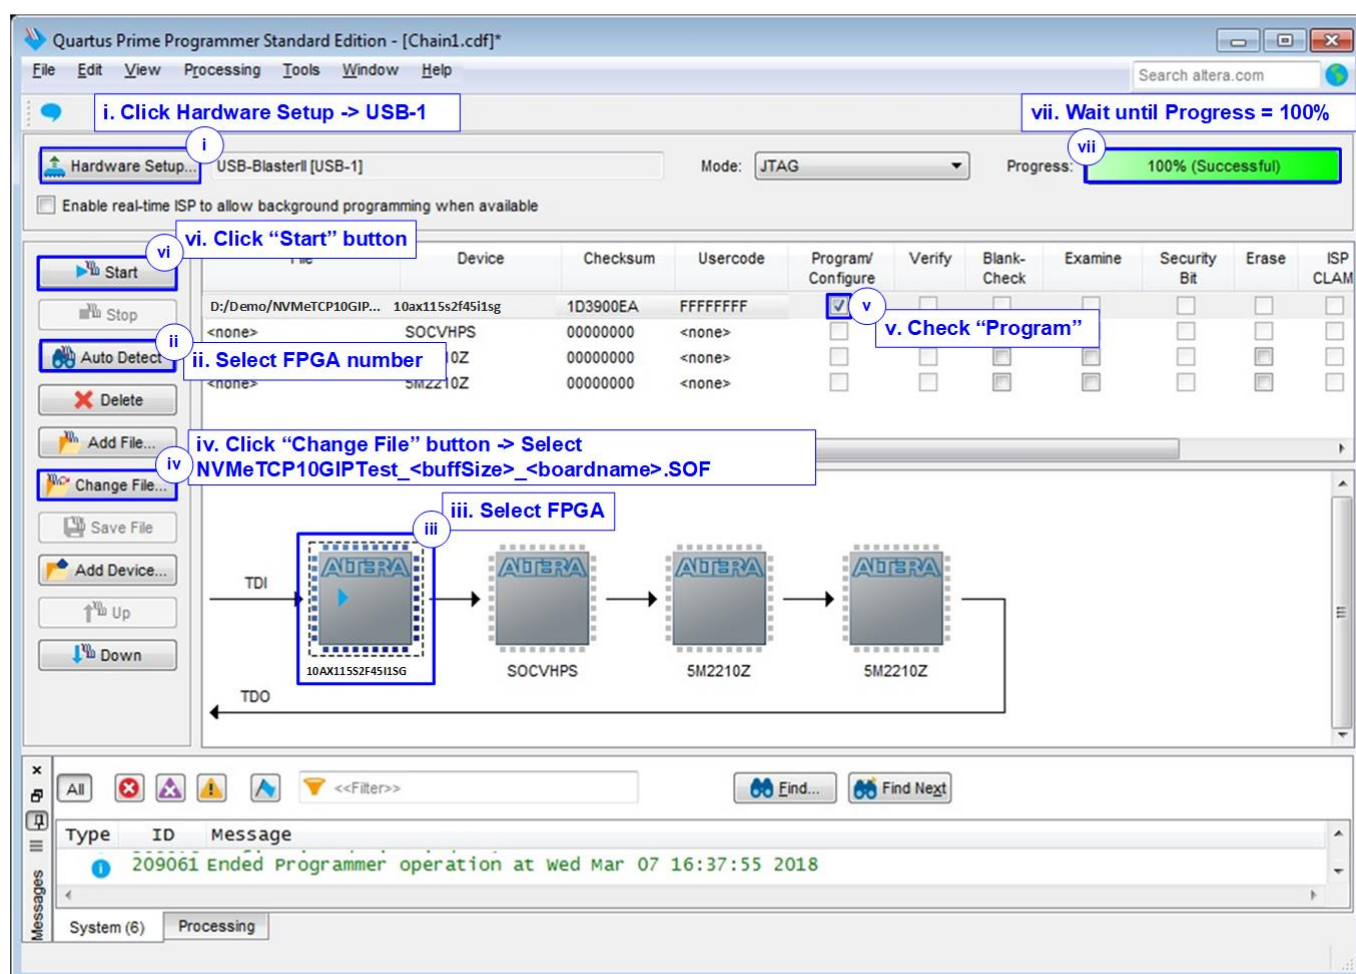 Quartus Prime Programmer Standard Edition - [Chain1.cdf]*
File Edit View Processing Tools Window Help
Search altera.com
i. Click Hardware Setup -> USB-1
vii. Wait until Progress = 100%
i
vii
Hardware Setup...
USB-BlasterII [USB-1]
Mode: JTAG
Progress: 100% (Successful)
Enable real-time ISP to allow background programming when available
vi
vi. Click “Start” button
Start
File Device Checksum Usercode Program/ Configure Verify Blank- Check Examine Security Bit Erase ISP CLAM
Stop
D:/Demo/NVMeTCP10GIP... 10ax115s2f45i1sg 1D3900EA FFFFFFFF
v
<none> SOCVHPS 00000000 <none>
v. Check “Program”
ii
Auto Detect
ii. Select FPGA number
10Z 00000000 <none>
<none> 5M2210Z 00000000 <none>
Delete
Add File...
iv. Click “Change File” button -> Select
NVMeTCP10GIPTest_<buffSize>_<boardname>.SOF
iv
Change File...
iii. Select FPGA
iii
Save File
Add Device...
Up
Down
TDI
ALTERA
ALTERA
ALTERA
ALTERA
10AX115S2F45I1SG
SOCVHPS
5M2210Z
5M2210Z
TDO
All
<<Filter>>
Find...
Find Next
Type ID Message
209061 Ended Programmer operation at Wed Mar 07 16:37:55 2018
Messages
System (6)
Processing